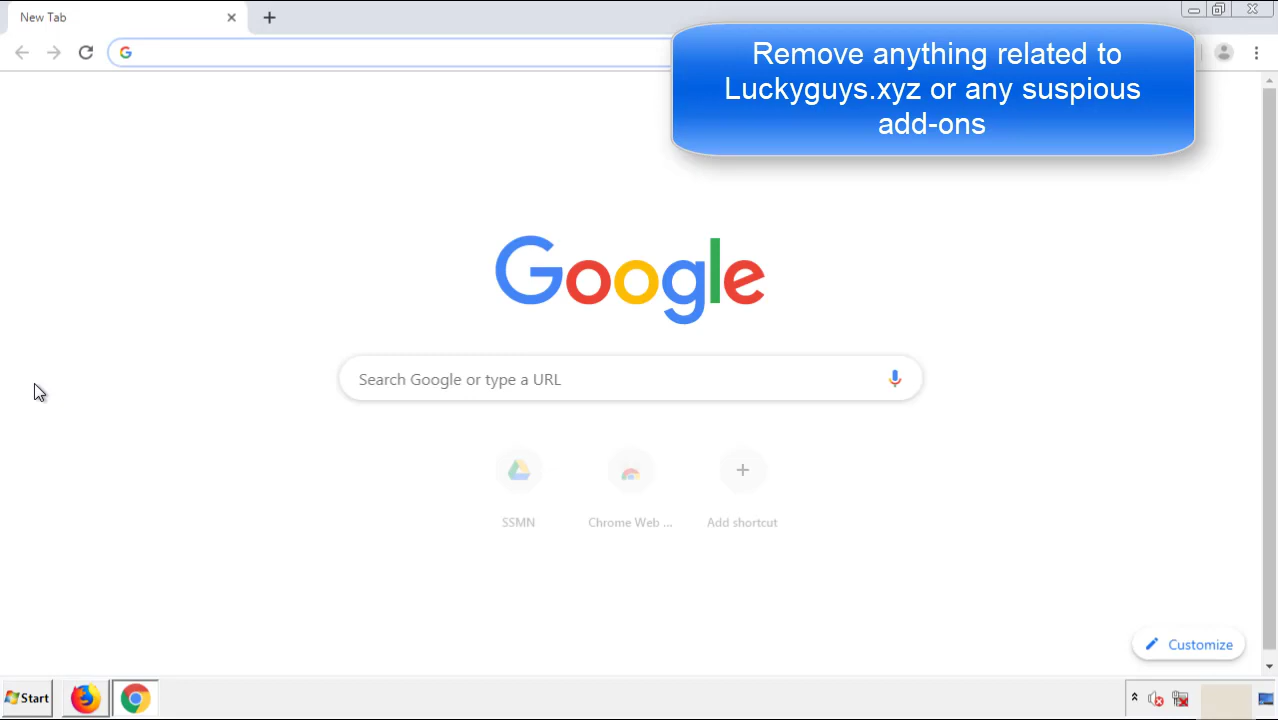 New Tab
Remove anything related to
Luckyguys.xyz or any suspious
add-ons
Google
Search Google or type a URL
SSMN
Chrome Web ...
Add shortcut
Customize
Start